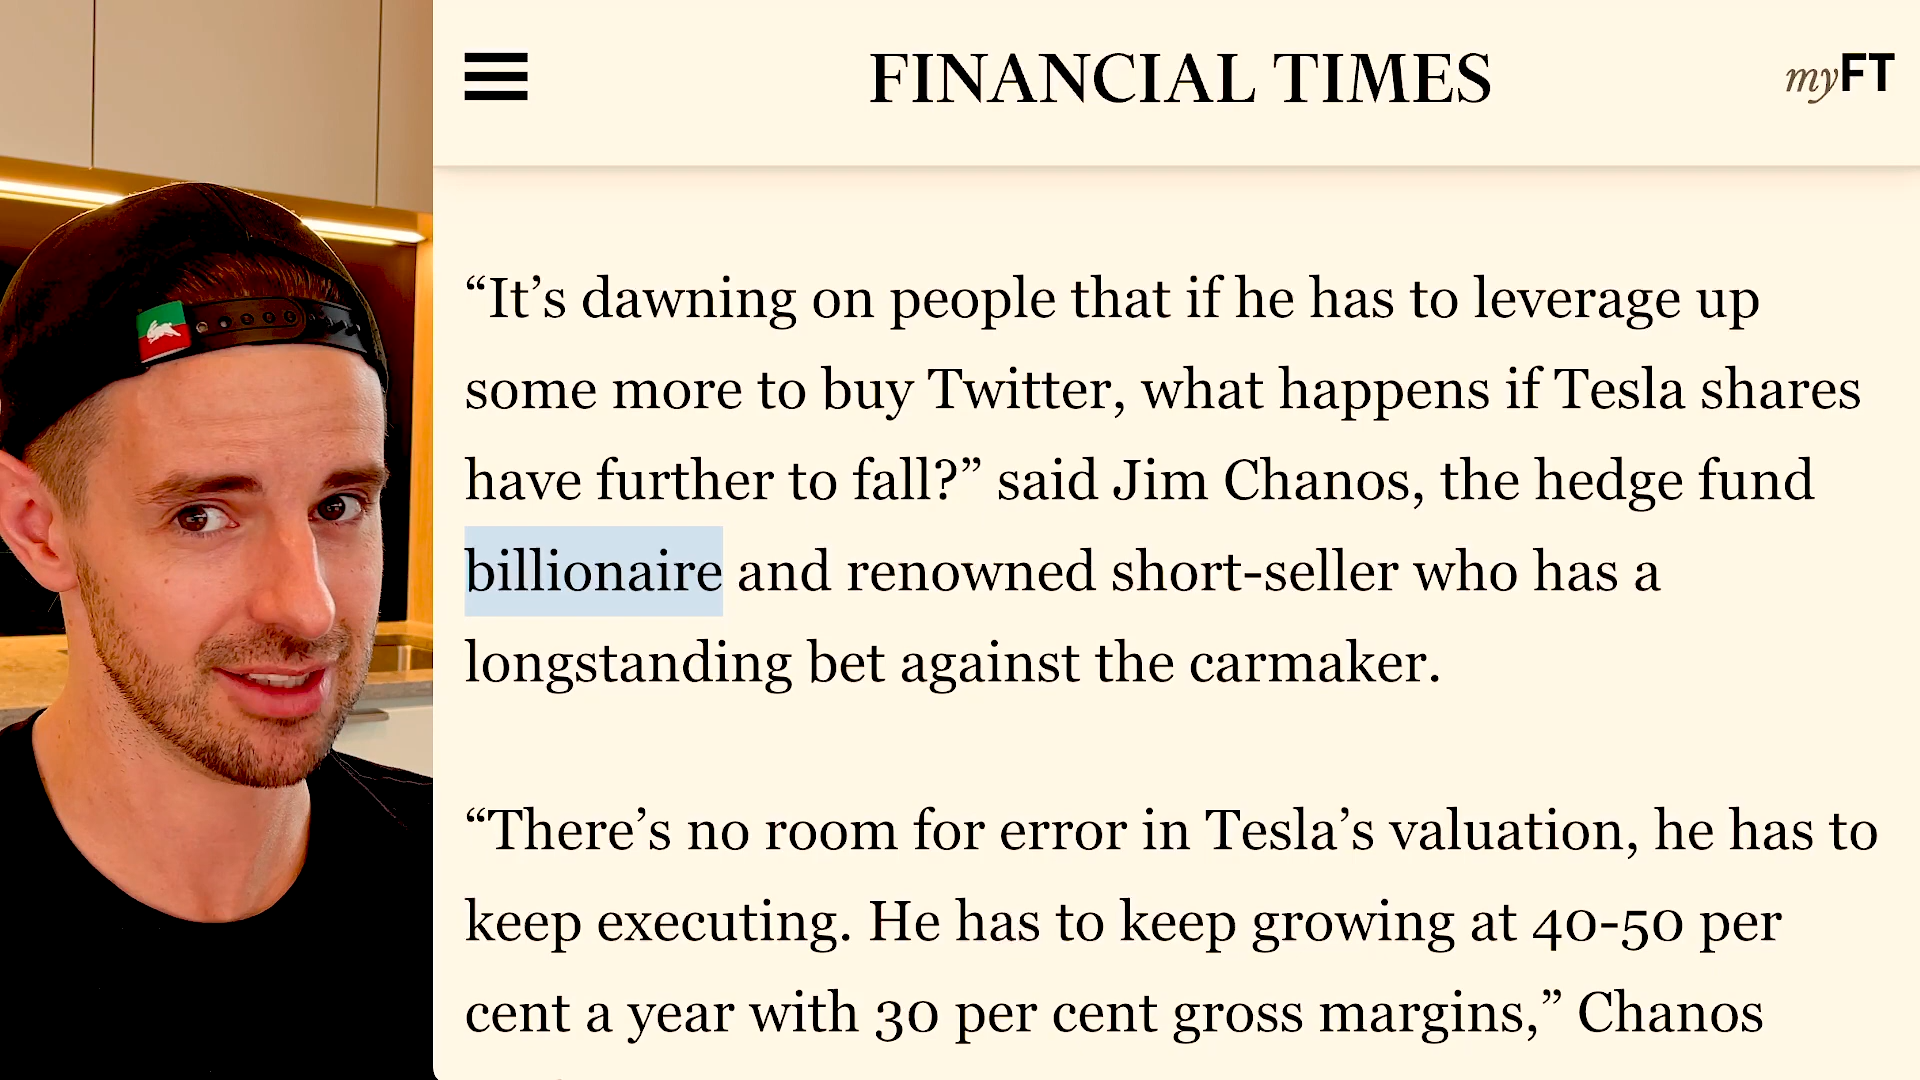 FINANCIAL TIMES
myFT
“It’s dawning on people that if he has to leverage up
some more to buy Twitter, what happens if Tesla shares
have further to fall?” said Jim Chanos, the hedge fund
billionaire and renowned short-seller who has a
longstanding bet against the carmaker.
“There’s no room for error in Tesla’s valuation, he has to
keep executing. He has to keep growing at 40-50 per
cent a year with 30 per cent gross margins,” Chanos